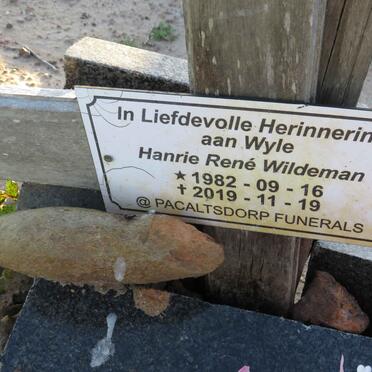 In Liefdevolle Herinnerin
aan Wyle
Hanrie René Wildeman
★ 1982 - 09 - 16
✝ 2019 - 11 - 19
@ PACALTSDORP FUNERALS